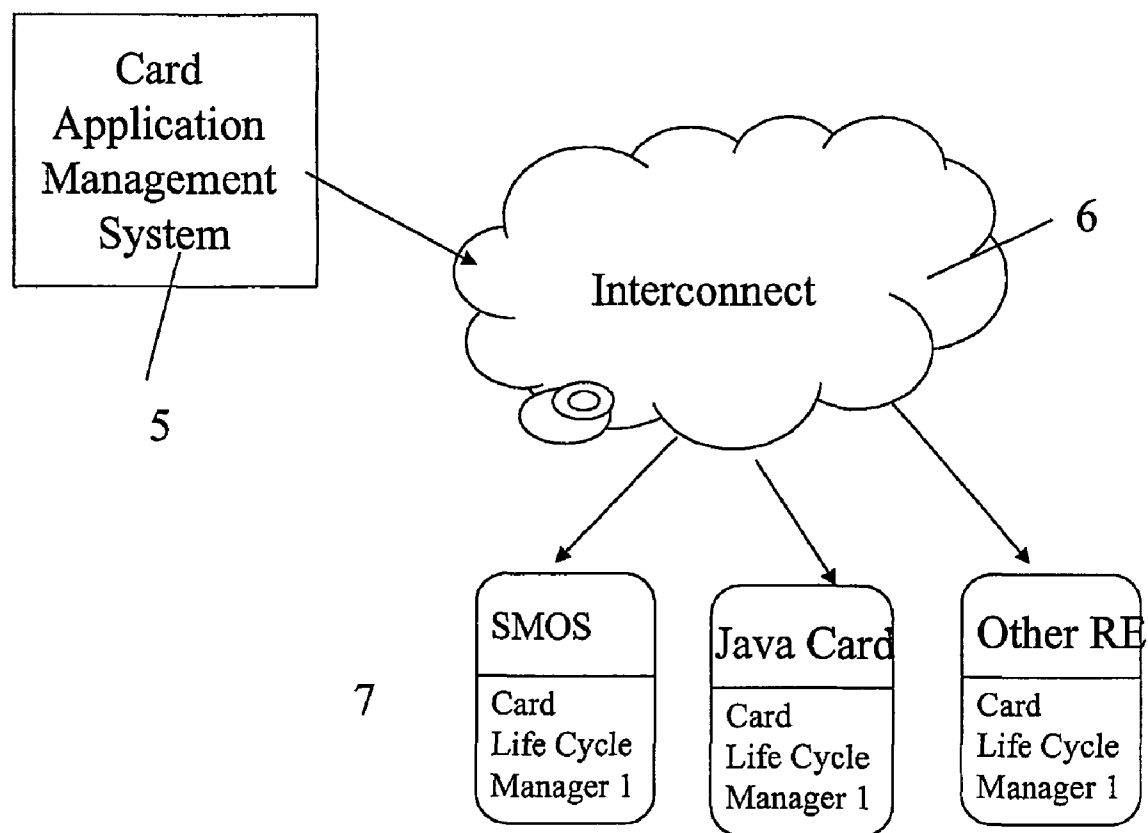 Card
Application
Management
System
5
Interconnect
6
7
SMOS
Card
Life Cycle
Manager 1
Java Card
Card
Life Cycle
Manager 1
Other RE
Card
Life Cycle
Manager 1